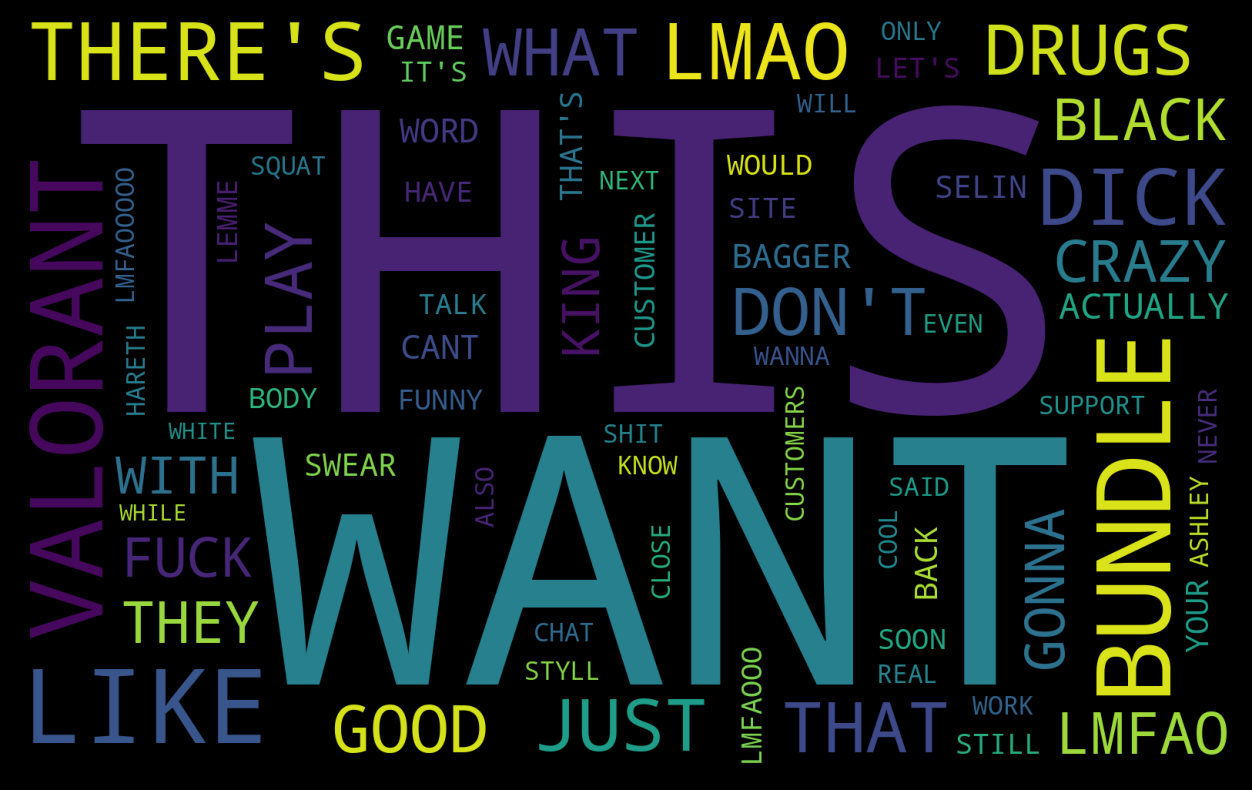 THERE'S
GAME
IT'S
WHAT
LMAO
ONLY
LET'S
DRUGS
THIS
WILL
BLACK
WORD
THAT'S
SQUAT
HAVE
NEXT
WOULD
SITE
SELIN
DICK
VALORANT
LMFAOOOOO
LEMME
PLAY
KING
CUSTOMER
BAGGER
CRAZY
TALK
DON'T
EVEN
ACTUALLY
HARETH
CANT
WANNA
BODY
FUNNY
CUSTOMERS
SUPPORT
BUNDLE
NEVER
WHITE
WANT
SHIT
WITH
SWEAR
ALSO
KNOW
SAID
WHILE
COOL
BACK
GONNA
ASHLEY
FUCK
CLOSE
YOUR
THEY
CHAT
SOON
STYLL
REAL
LIKE
GOOD
JUST
LMFAOOO
THAT
WORK
STILL
LMFAO